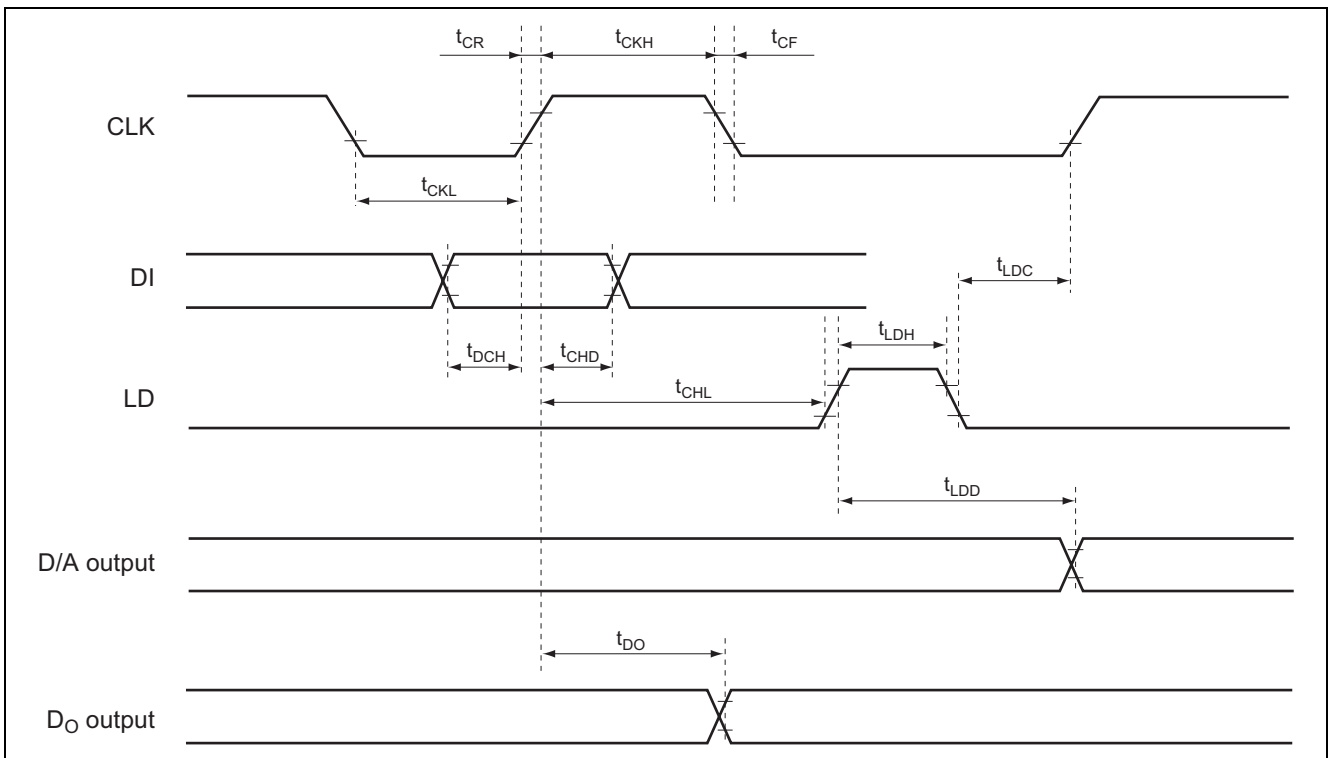 tCR
tCKH
tCF
CLK
tCKL
DI
tLDC
tLDH
tDCH
tCHD
tCHL
LD
tLDD
D/A output
tDO
DO output